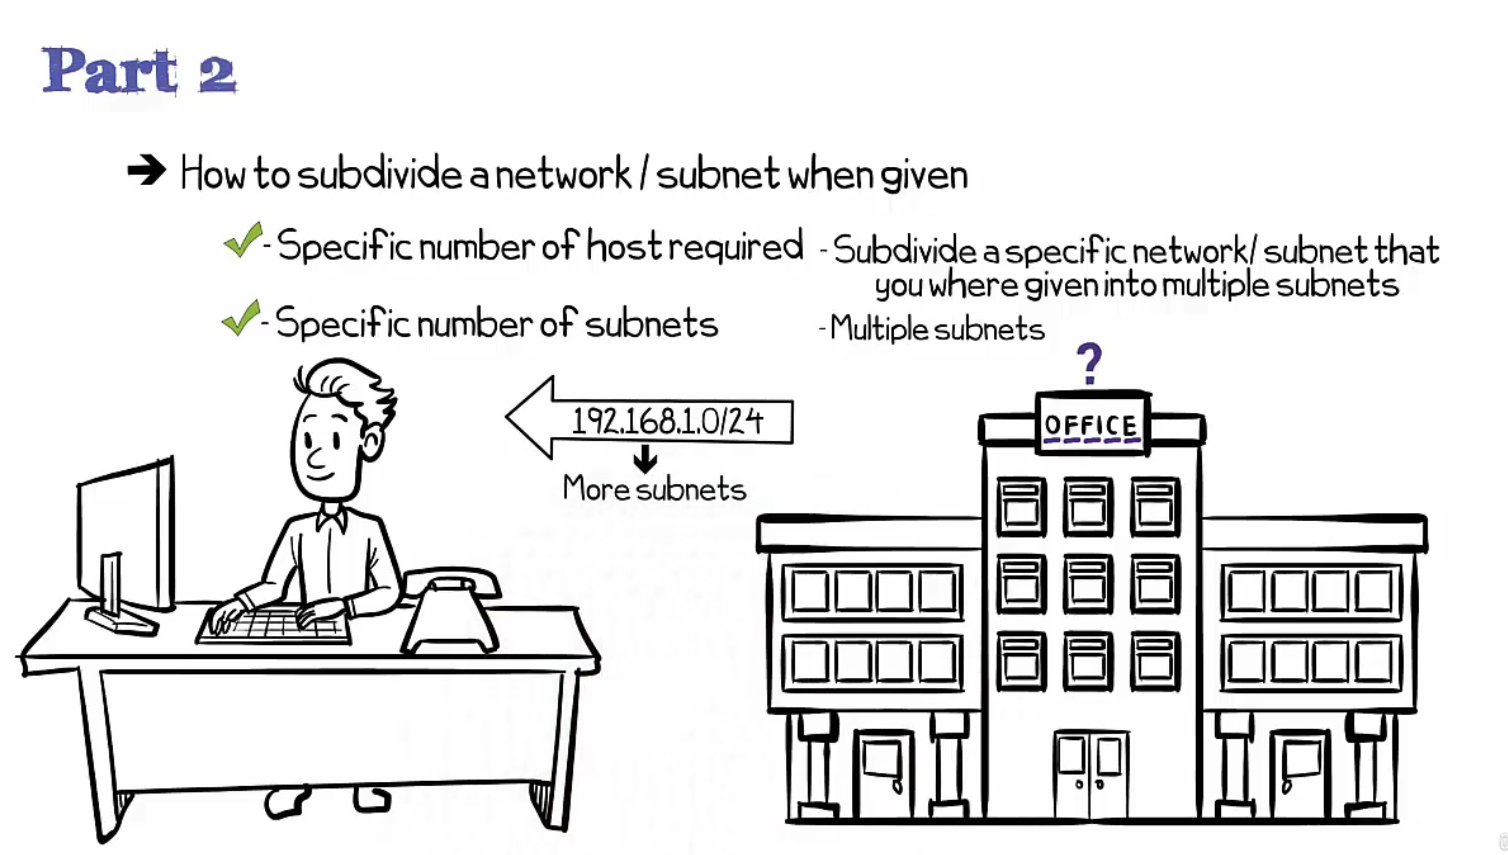 Part 2
➔ How to subdivide a network / subnet when given
✓ - Specific number of host required
- Subdivide a specific network/ subnet that
you where given into multiple subnets
✓ - Specific number of subnets
- Multiple subnets
?
192.168.1.0/24
More subnets
OFFICE